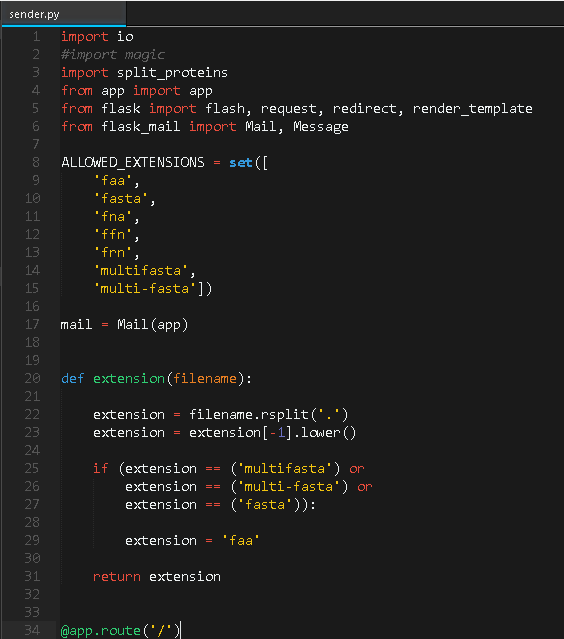 sender.py
1 import io
2 #import magic
3 import split_proteins
4 from app import app
5 from flask import flash, request, redirect, render_template
6 from flask_mail import Mail, Message
7
8 ALLOWED_EXTENSIONS = set([
9     'faa',
10     'fasta',
11     'fna',
12     'ffn',
13     'frn',
14     'multifasta',
15     'multi-fasta'])
16
17 mail = Mail(app)
18
19
20 def extension(filename):
21
22     extension = filename.rsplit('.')
23     extension = extension[-1].lower()
24
25     if (extension == ('multifasta') or
26         extension == ('multi-fasta') or
27         extension == ('fasta')):
28
29         extension = 'faa'
30
31     return extension
32
33
34 @app.route('/')